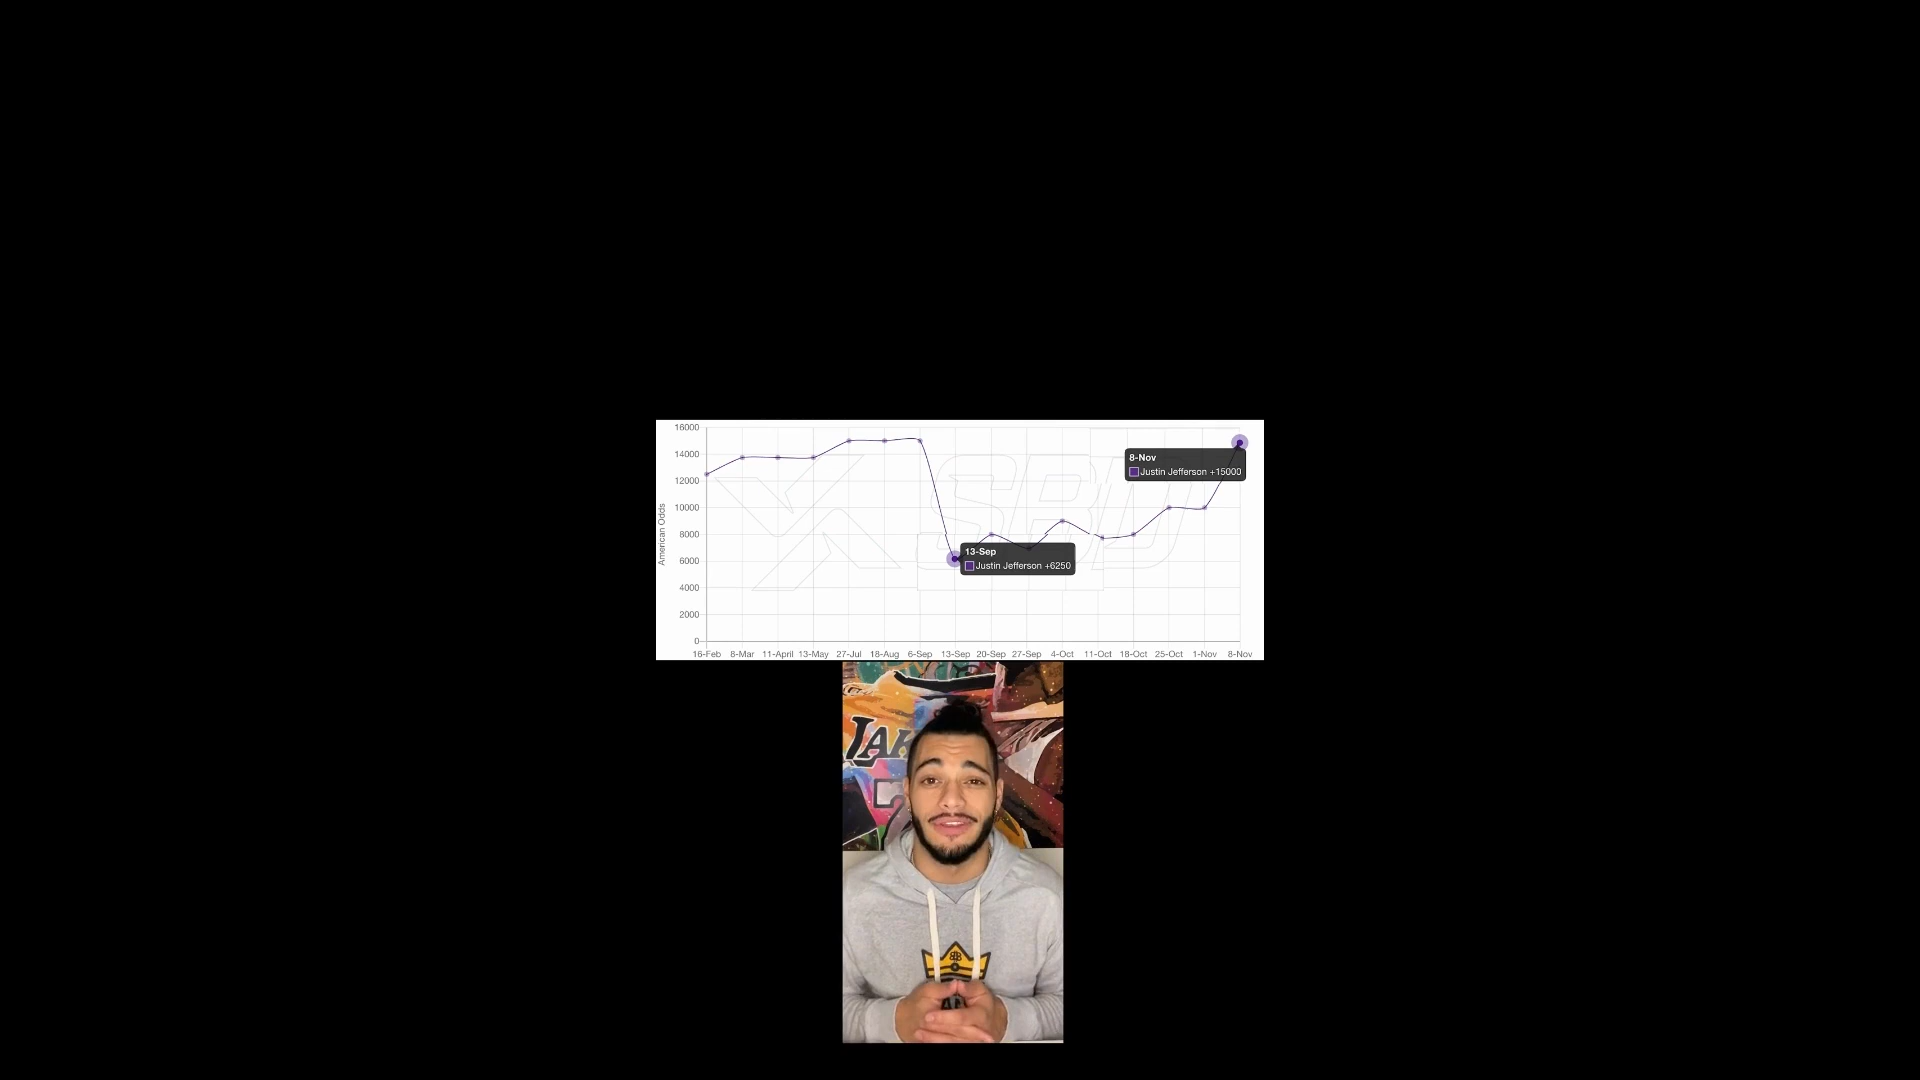 16000
14000
12000
10000
8000
6000
4000
2000
0
American Odds
8-Nov
Justin Jefferson +15000
13-Sep
Justin Jefferson +6250
SBD
16-Feb 8-Mar 11-April 13-May 27-Jul 18-Aug 6-Sep 13-Sep 20-Sep 27-Sep 4-Oct 11-Oct 18-Oct 25-Oct 1-Nov 8-Nov
LAK